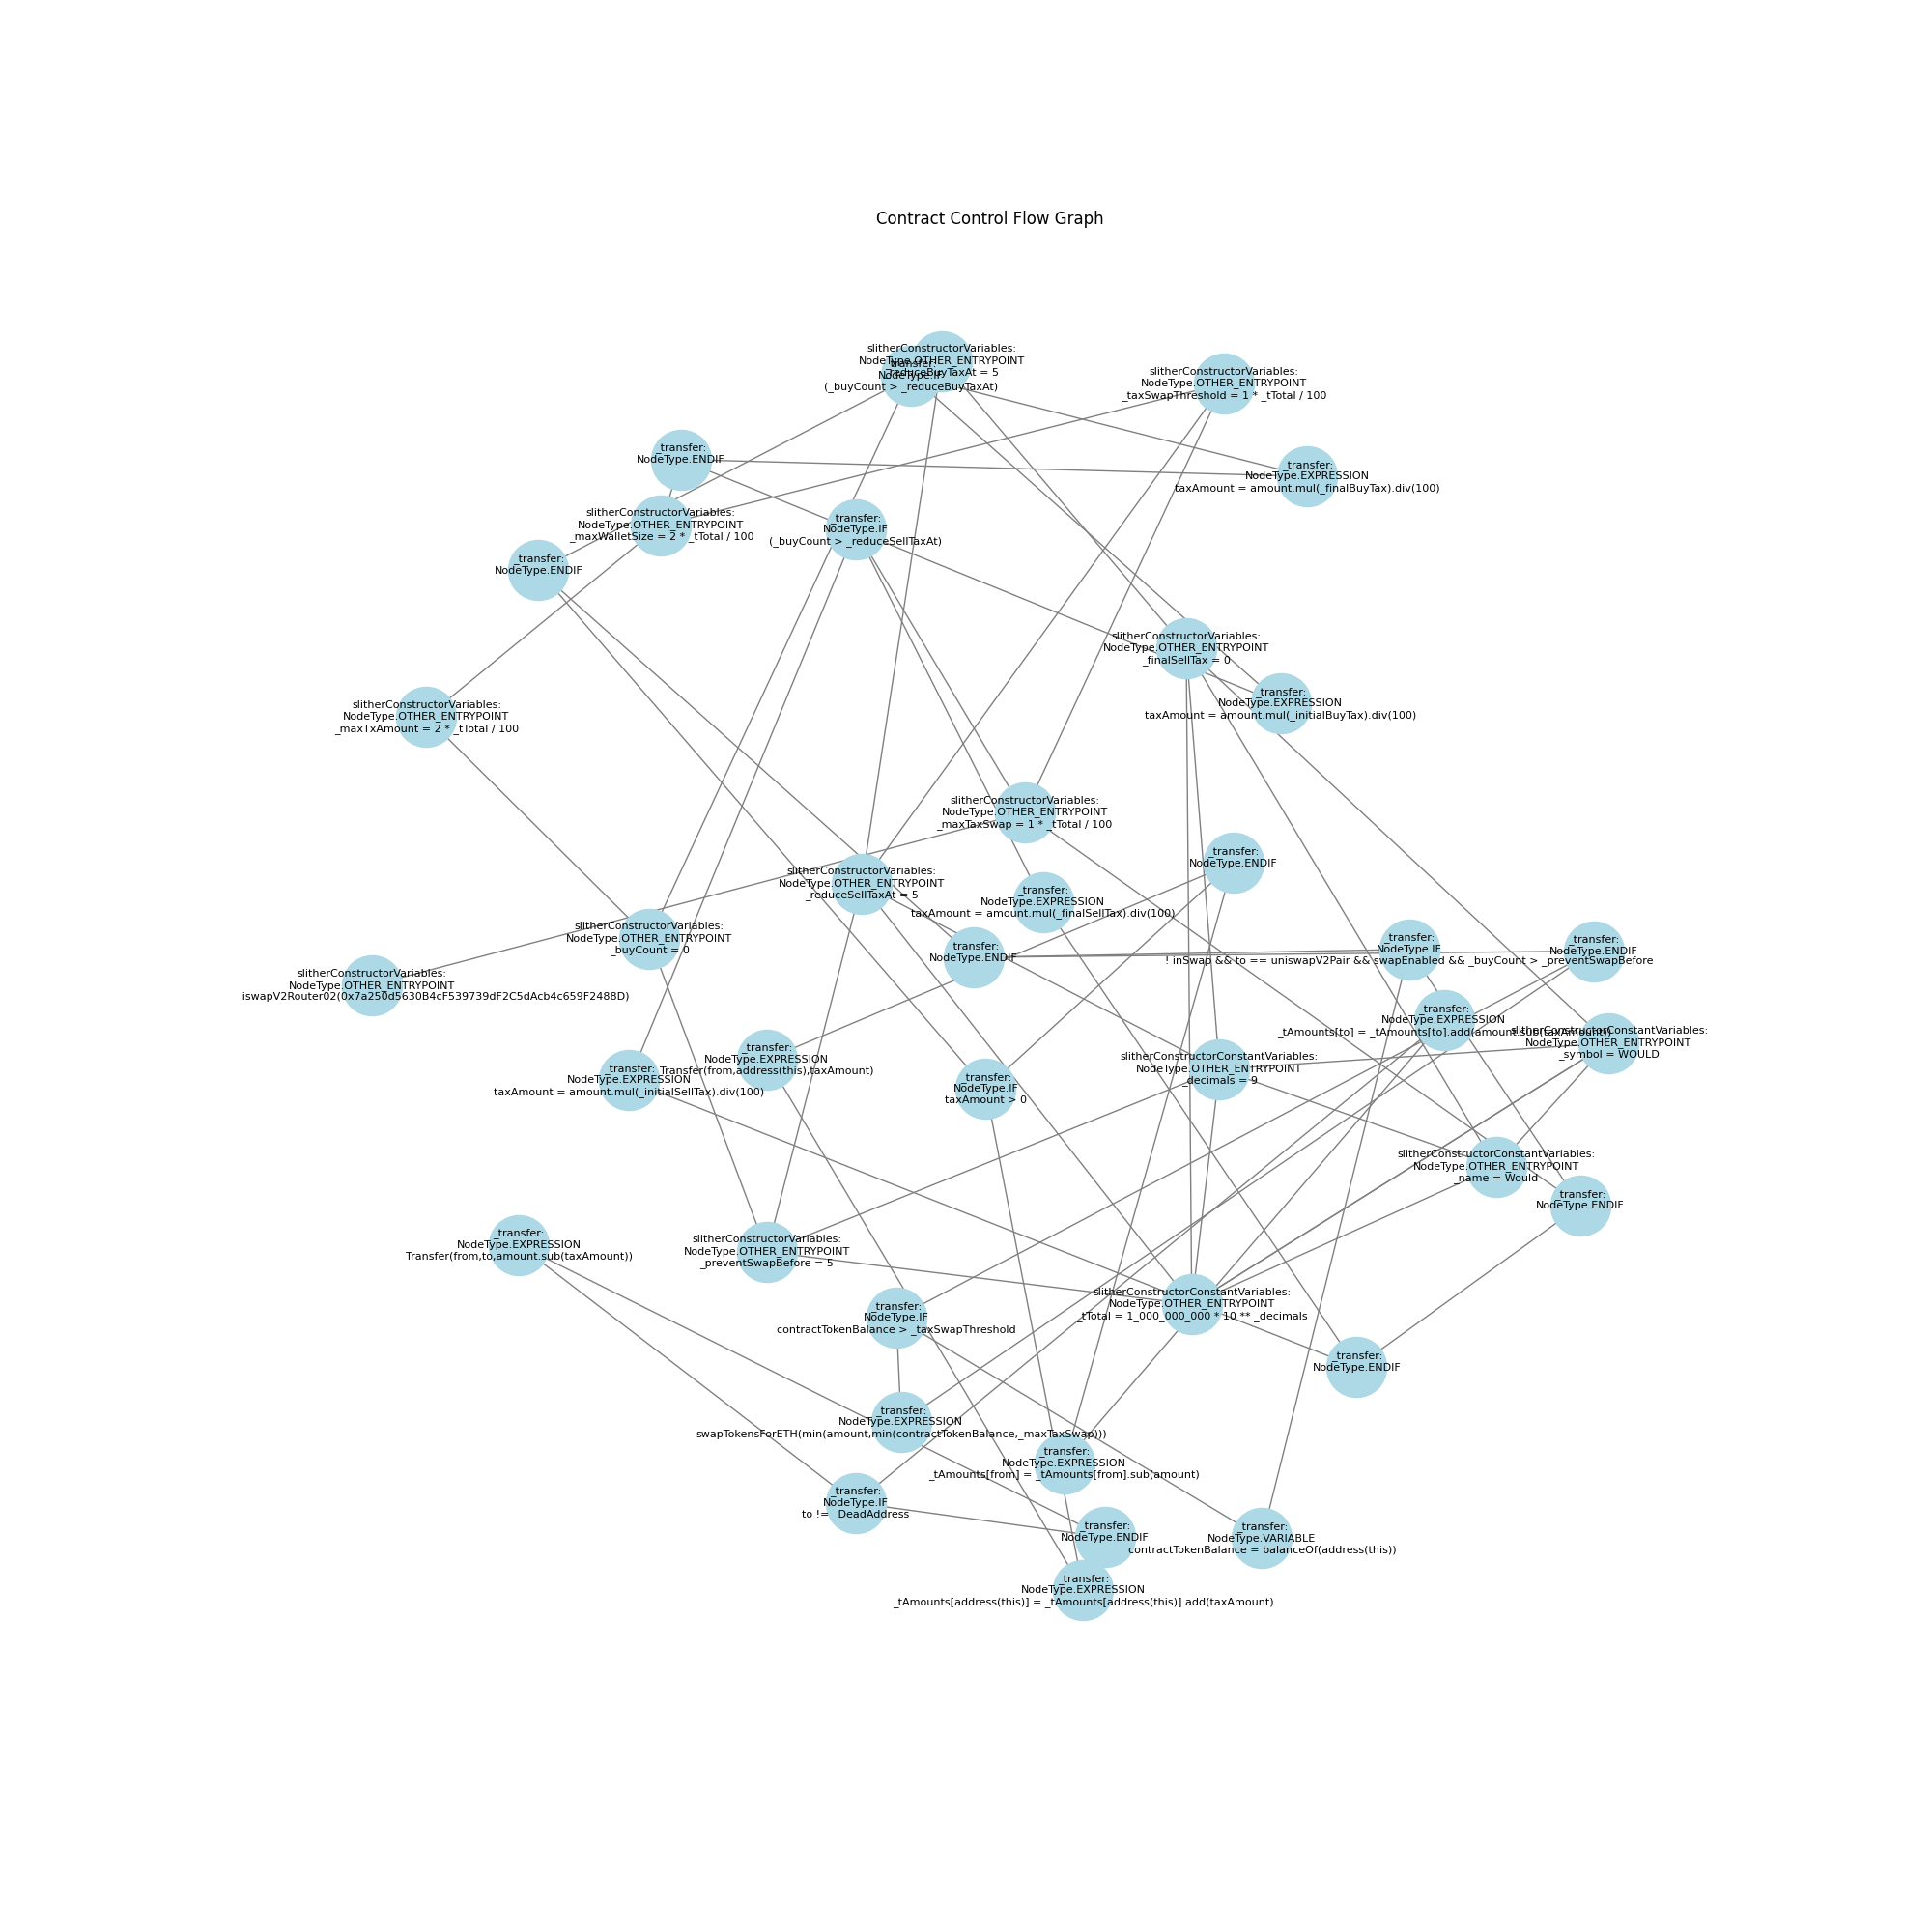 Contract Control Flow Graph
slitherConstructorVariables:
NodeType.OTHER_ENTRYPOINT
_reduceBuyTaxAt = 5
_transfer:
NodeType.IF
(_buyCount > _reduceBuyTaxAt)
slitherConstructorVariables:
NodeType.OTHER_ENTRYPOINT
_taxSwapThreshold = 1 * _tTotal / 100
_transfer:
NodeType.ENDIF
_transfer:
NodeType.EXPRESSION
taxAmount = amount.mul(_finalBuyTax).div(100)
slitherConstructorVariables:
NodeType.OTHER_ENTRYPOINT
_maxWalletSize = 2 * _tTotal / 100
_transfer:
NodeType.IF
(_buyCount > _reduceSellTaxAt)
_transfer:
NodeType.ENDIF
slitherConstructorVariables:
NodeType.OTHER_ENTRYPOINT
_finalSellTax = 0
_transfer:
NodeType.EXPRESSION
taxAmount = amount.mul(_initialBuyTax).div(100)
slitherConstructorVariables:
NodeType.OTHER_ENTRYPOINT
_maxTxAmount = 2 * _tTotal / 100
slitherConstructorVariables:
NodeType.OTHER_ENTRYPOINT
_maxTaxSwap = 1 * _tTotal / 100
_transfer:
NodeType.ENDIF
slitherConstructorVariables:
NodeType.OTHER_ENTRYPOINT
_reduceSellTaxAt = 5
_transfer:
NodeType.EXPRESSION
taxAmount = amount.mul(_finalSellTax).div(100)
slitherConstructorVariables:
NodeType.OTHER_ENTRYPOINT
_buyCount = 0
_transfer:
NodeType.ENDIF
_transfer:
NodeType.IF
! inSwap && to == uniswapV2Pair && swapEnabled && _buyCount > _preventSwapBefore
_transfer:
NodeType.ENDIF
slitherConstructorVariables:
NodeType.OTHER_ENTRYPOINT
iswapV2Router02(0x7a250d5630B4cF539739dF2C5dAcb4c659F2488D)
_transfer:
NodeType.EXPRESSION
_tAmounts[to] = _tAmounts[to].add(amount.sub(taxAmount))
slitherConstructorConstantVariables:
NodeType.OTHER_ENTRYPOINT
_symbol = WOULD
_transfer:
NodeType.EXPRESSION
Transfer(from,address(this),taxAmount)
slitherConstructorConstantVariables:
NodeType.OTHER_ENTRYPOINT
_decimals = 9
_transfer:
NodeType.EXPRESSION
taxAmount = amount.mul(_initialSellTax).div(100)
_transfer:
NodeType.IF
taxAmount > 0
slitherConstructorConstantVariables:
NodeType.OTHER_ENTRYPOINT
_name = Would
_transfer:
NodeType.ENDIF
_transfer:
NodeType.EXPRESSION
Transfer(from,to,amount.sub(taxAmount))
slitherConstructorVariables:
NodeType.OTHER_ENTRYPOINT
_preventSwapBefore = 5
slitherConstructorConstantVariables:
NodeType.OTHER_ENTRYPOINT
_tTotal = 1_000_000_000 * 10 ** _decimals
_transfer:
NodeType.IF
contractTokenBalance > _taxSwapThreshold
_transfer:
NodeType.ENDIF
_transfer:
NodeType.EXPRESSION
swapTokensForETH(min(amount,min(contractTokenBalance,_maxTaxSwap)))
_transfer:
NodeType.EXPRESSION
_tAmounts[from] = _tAmounts[from].sub(amount)
_transfer:
NodeType.IF
to != _DeadAddress
_transfer:
NodeType.ENDIF
_transfer:
NodeType.VARIABLE
contractTokenBalance = balanceOf(address(this))
_transfer:
NodeType.EXPRESSION
_tAmounts[address(this)] = _tAmounts[address(this)].add(taxAmount)